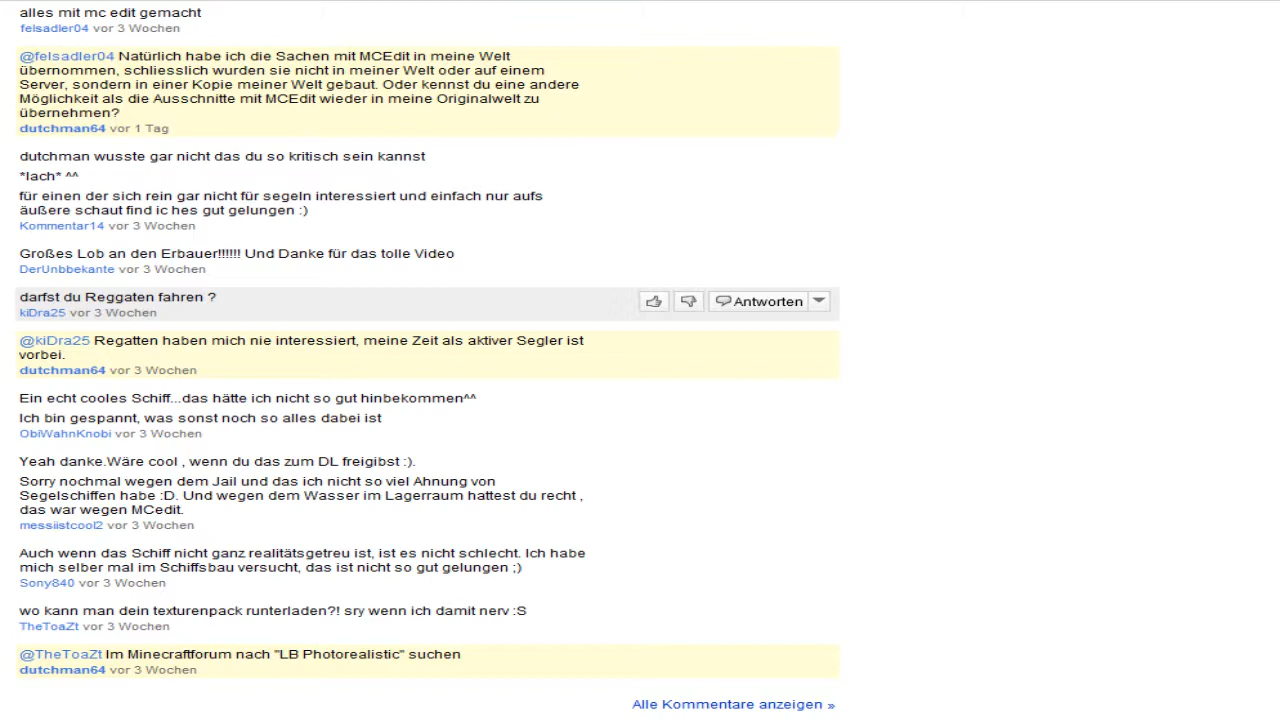 alles mit mc edit gemacht
felsadler04 vor 3 Wochen
@felsadler04 Natürlich habe ich die Sachen mit MCEdit in meine Welt
übernommen, schliesslich wurden sie nicht in meiner Welt oder auf einem
Server, sondern in einer Kopie meiner Welt gebaut. Oder kennst du eine andere
Möglichkeit als die Ausschnitte mit MCEdit wieder in meine Originalwelt zu
übernehmen?
dutchman64 vor 1 Tag
dutchman wusste gar nicht das du so kritisch sein kannst
*lach* ^^
für einen der sich rein gar nicht für segeln interessiert und einfach nur aufs
äußere schaut find ic hes gut gelungen :)
Kommentar14 vor 3 Wochen
Großes Lob an den Erbauer!!!!!! Und Danke für das tolle Video
DerUnbbekante vor 3 Wochen
darfst du Reggaten fahren ?
Antworten
kiDra25 vor 3 Wochen
@kiDra25 Regatten haben mich nie interessiert, meine Zeit als aktiver Segler ist
vorbei.
dutchman64 vor 3 Wochen
Ein echt cooles Schiff...das hätte ich nicht so gut hinbekommen^^
Ich bin gespannt, was sonst noch so alles dabei ist
ObiWahnKnobi vor 3 Wochen
Yeah danke.Wäre cool , wenn du das zum DL freigibst :).
Sorry nochmal wegen dem Jail und das ich nicht so viel Ahnung von
Segelschiffen habe :D. Und wegen dem Wasser im Lagerraum hattest du recht ,
das war wegen MCedit.
messiistcool2 vor 3 Wochen
Auch wenn das Schiff nicht ganz realitätsgetreu ist, ist es nicht schlecht. Ich habe
mich selber mal im Schiffsbau versucht, das ist nicht so gut gelungen ;)
Sony840 vor 3 Wochen
wo kann man dein texturenpack runterladen?! sry wenn ich damit nerv :S
TheToaZt vor 3 Wochen
@TheToaZt Im Minecraftforum nach "LB Photorealistic" suchen
dutchman64 vor 3 Wochen
Alle Kommentare anzeigen »